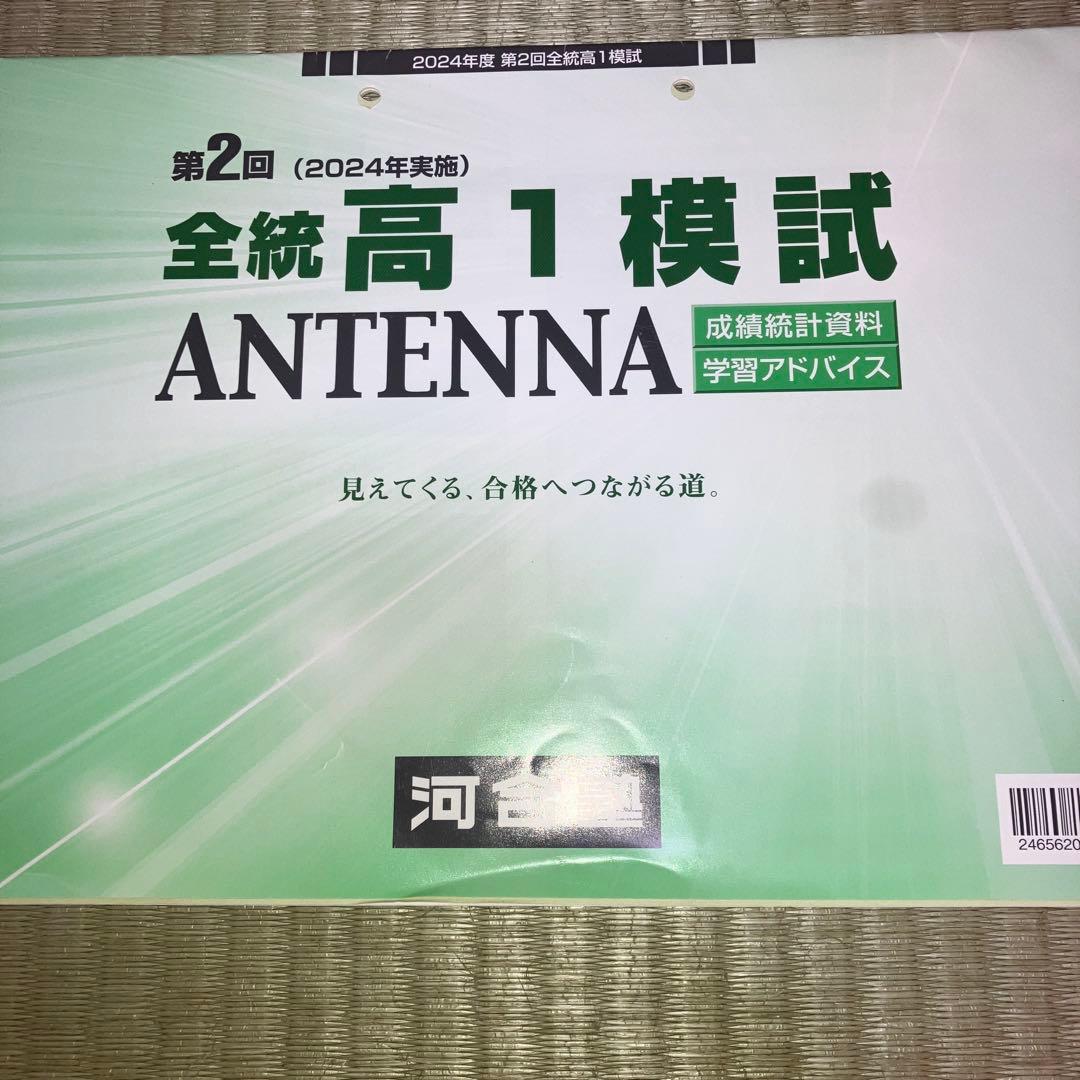 2024年度 第2回全統高1模試
第2回（2024年実施）
全統高1模試
ANTENNA
成績統計資料
学習アドバイス
見えてくる、合格へつながる道。
河合塾
2465620